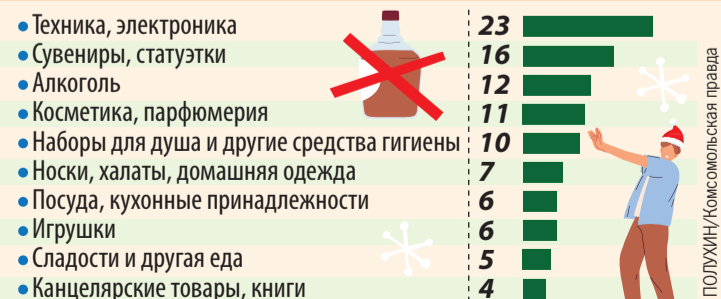 Техника, электроника 23
Сувениры, статуэтки 16
Алкоголь 12
Косметика, парфюмерия 11
Наборы для душа и другие средства гигиены 10
Носки, халаты, домашняя одежда 7
Посуда, кухонные принадлежности 6
Игрушки 6
Сладости и другая еда 5
Канцелярские товары, книги 4
ПОЛУХИН/Комсомольская правда